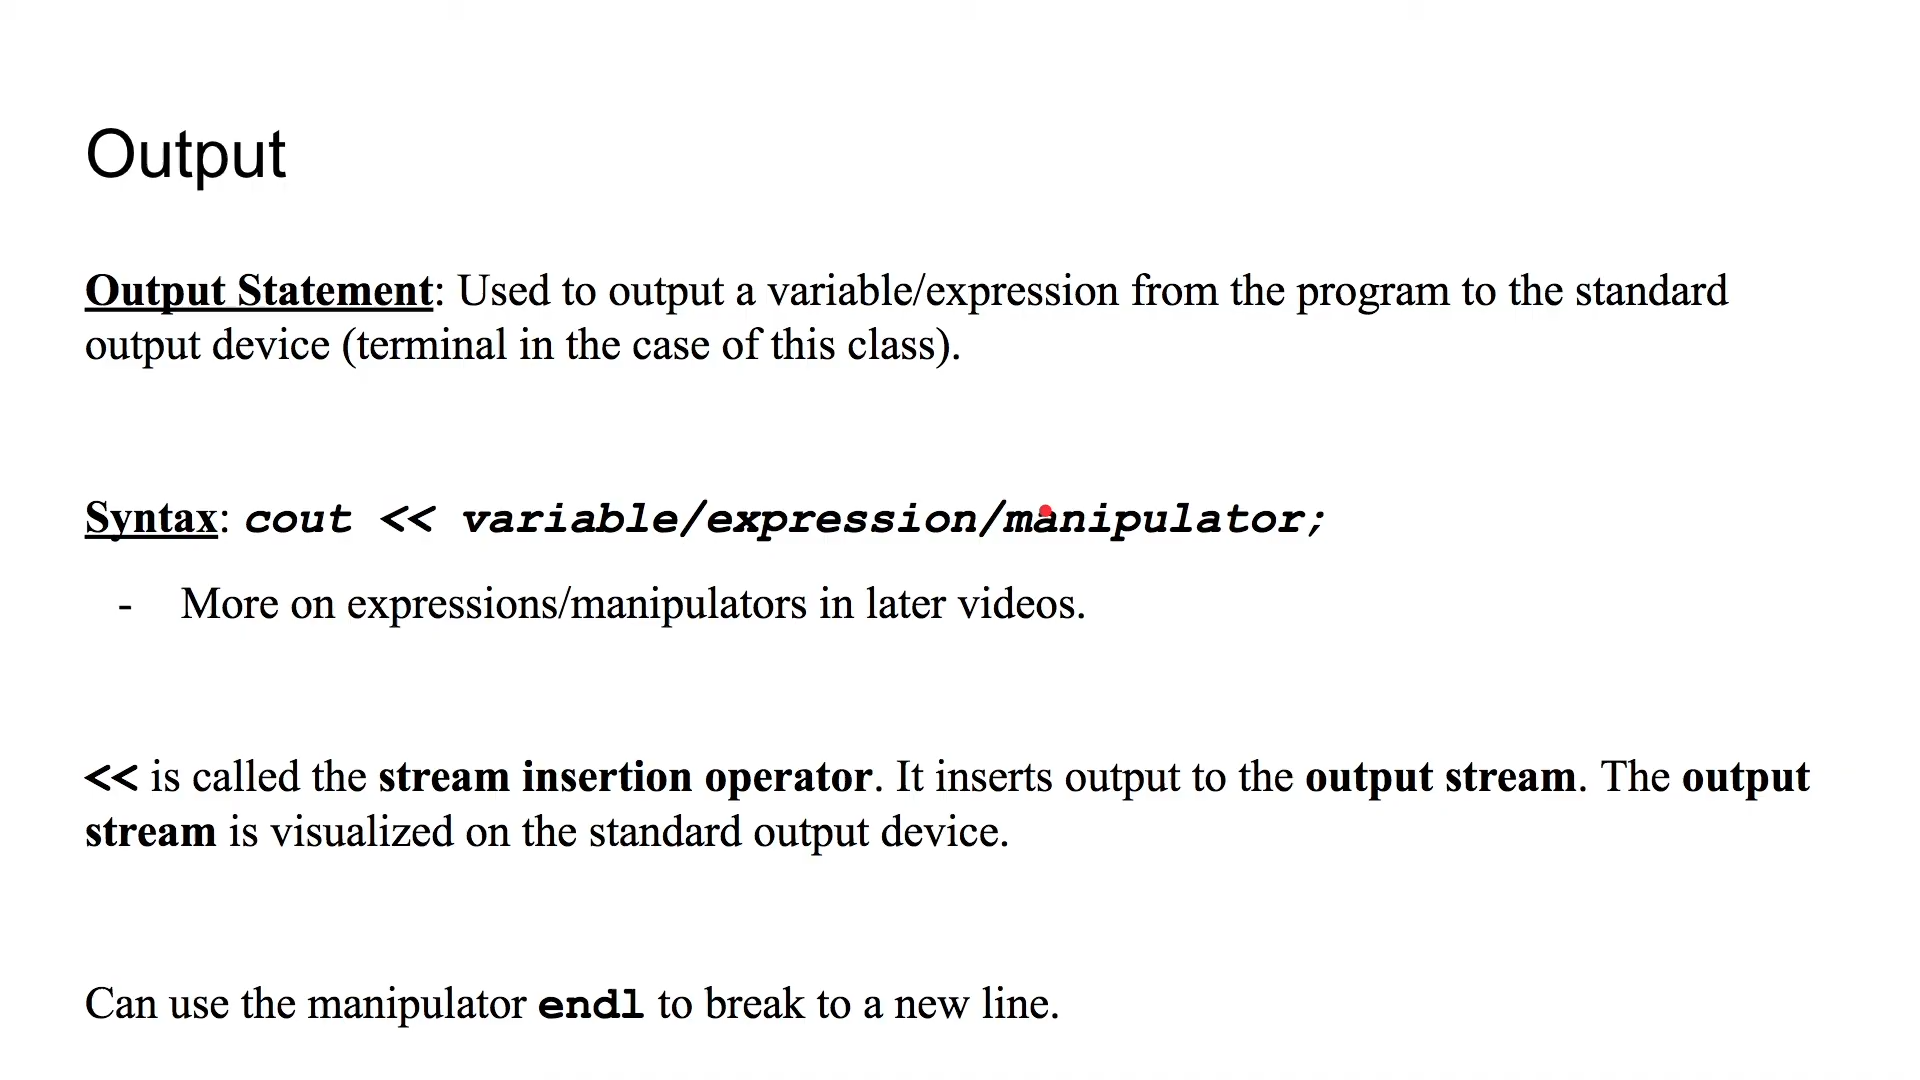 Output
Output Statement: Used to output a variable/expression from the program to the standard
output device (terminal in the case of this class).
Syntax: cout << variable/expression/manipulator;
- More on expressions/manipulators in later videos.
<< is called the stream insertion operator. It inserts output to the output stream. The output
stream is visualized on the standard output device.
Can use the manipulator endl to break to a new line.